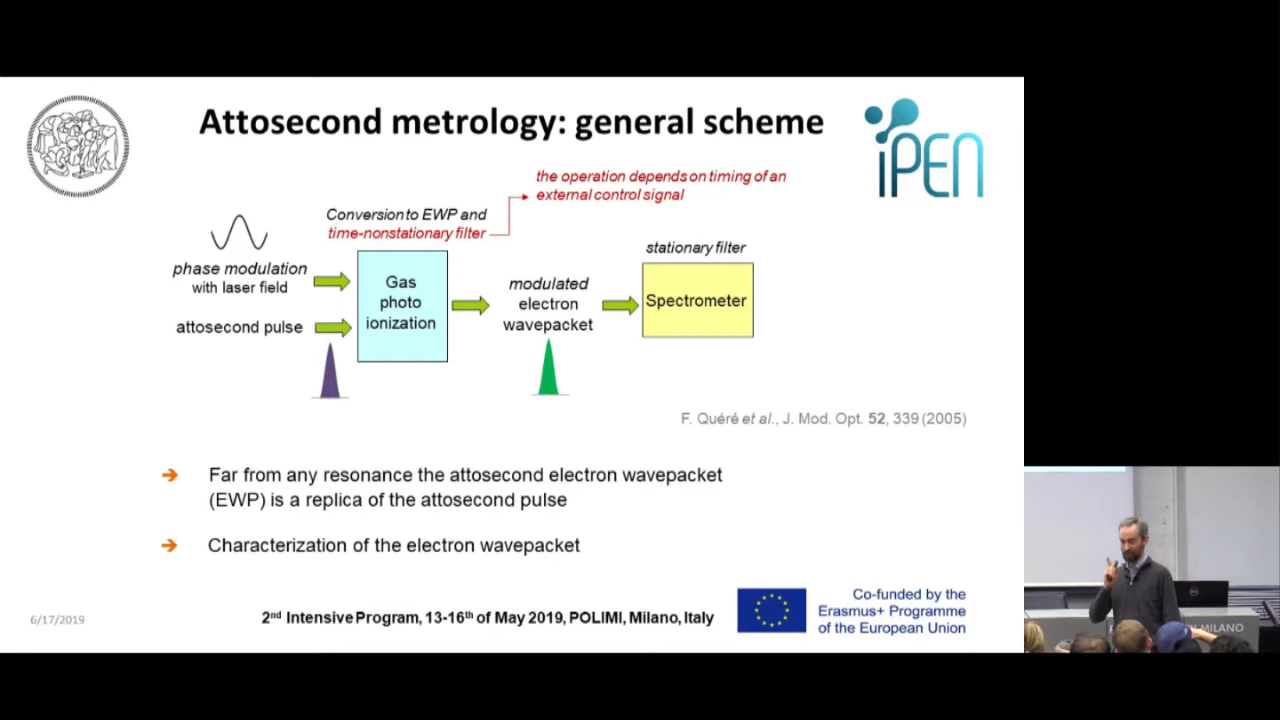 Attosecond metrology: general scheme
iPEN
the operation depends on timing of an
external control signal
Conversion to EWP and
time-nonstationary filter
phase modulation
with laser field
attosecond pulse
Gas
photo
ionization
modulated
electron
wavepacket
stationary filter
Spectrometer
F. Quéré et al., J. Mod. Opt. 52, 339 (2005)
➔ Far from any resonance the attosecond electron wavepacket
(EWP) is a replica of the attosecond pulse
➔ Characterization of the electron wavepacket
6/17/2019
2nd Intensive Program, 13-16th of May 2019, POLIMI, Milano, Italy
Co-funded by the
Erasmus+ Programme
of the European Union
MILANO